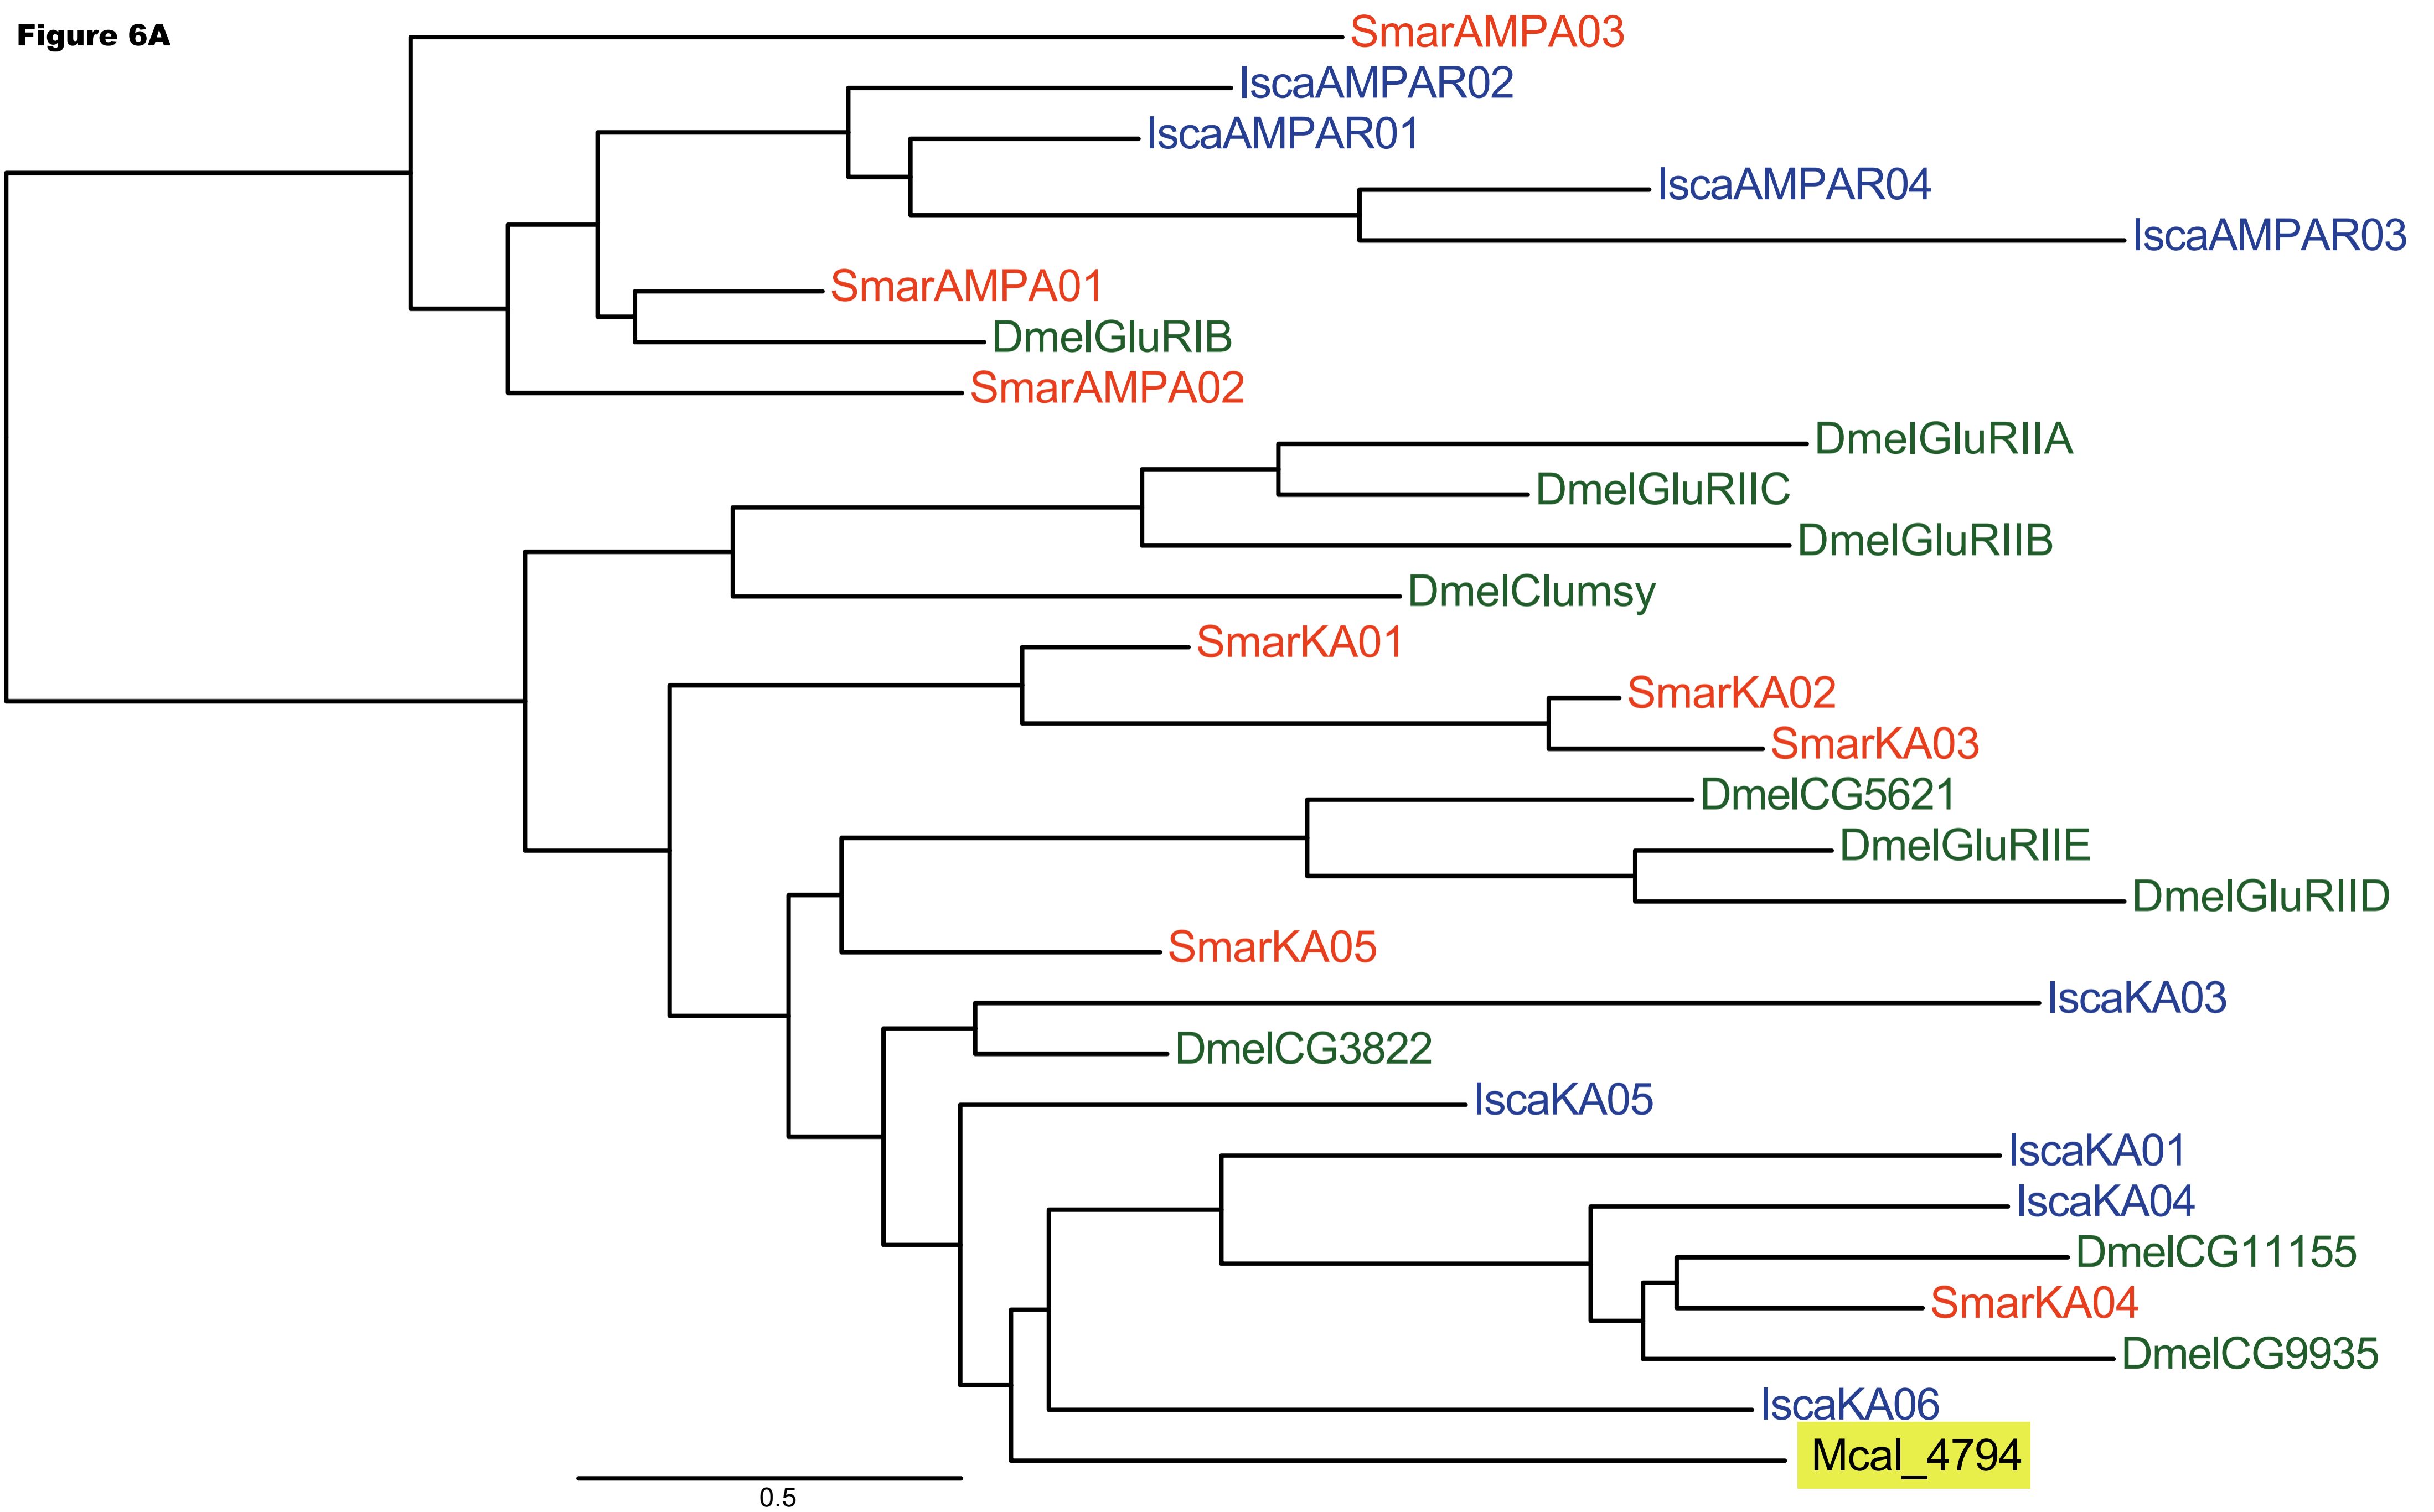 Figure 6A
SmarAMPA03
IscaAMPAR02
IscaAMPAR01
IscaAMPAR04
IscaAMPAR03
SmarAMPA01
DmelGluRIB
SmarAMPA02
DmelGluRIIA
DmelGluRIIC
DmelGluRIIB
DmelClumsy
SmarKA01
SmarKA02
SmarKA03
DmelCG5621
DmelGluRIIE
DmelGluRIID
SmarKA05
IscaKA03
DmelCG3822
IscaKA05
IscaKA01
IscaKA04
DmelCG11155
SmarKA04
DmelCG9935
IscaKA06
Mcal_4794
0.5